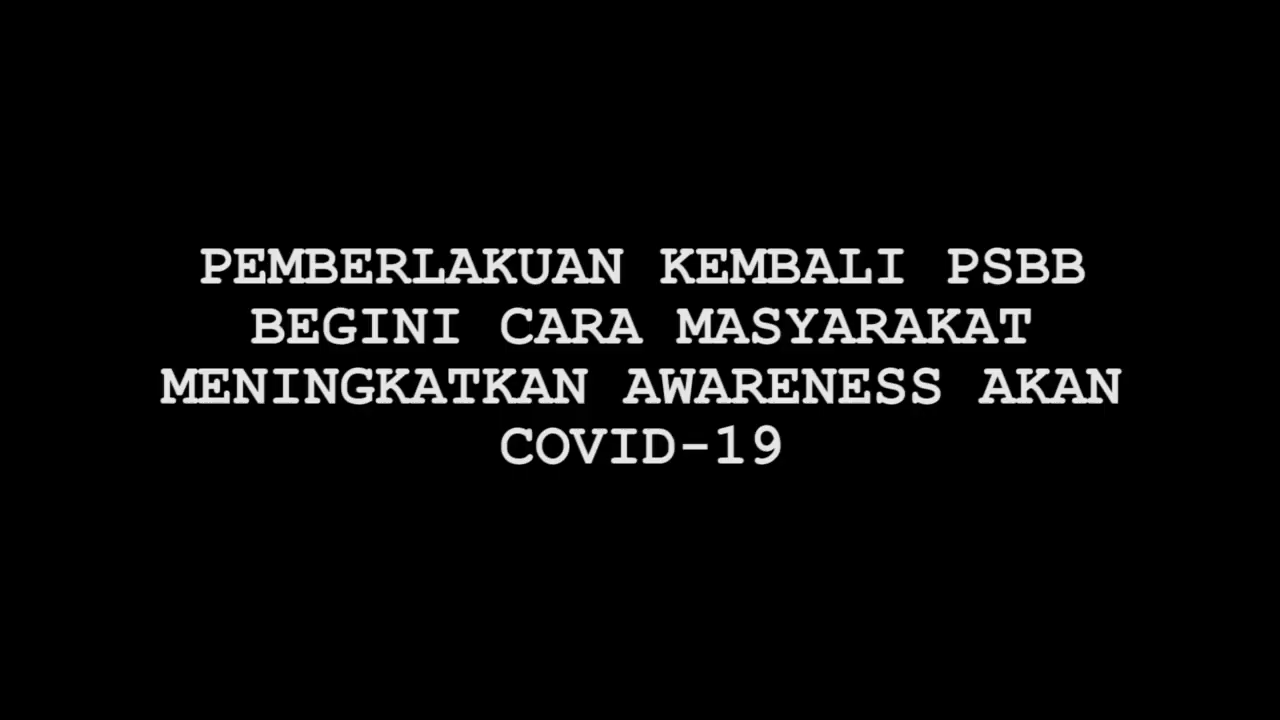 PEMBERLAKUAN KEMBALI PSBB
BEGINI CARA MASYARAKAT
MENINGKATKAN AWARENESS AKAN
COVID-19